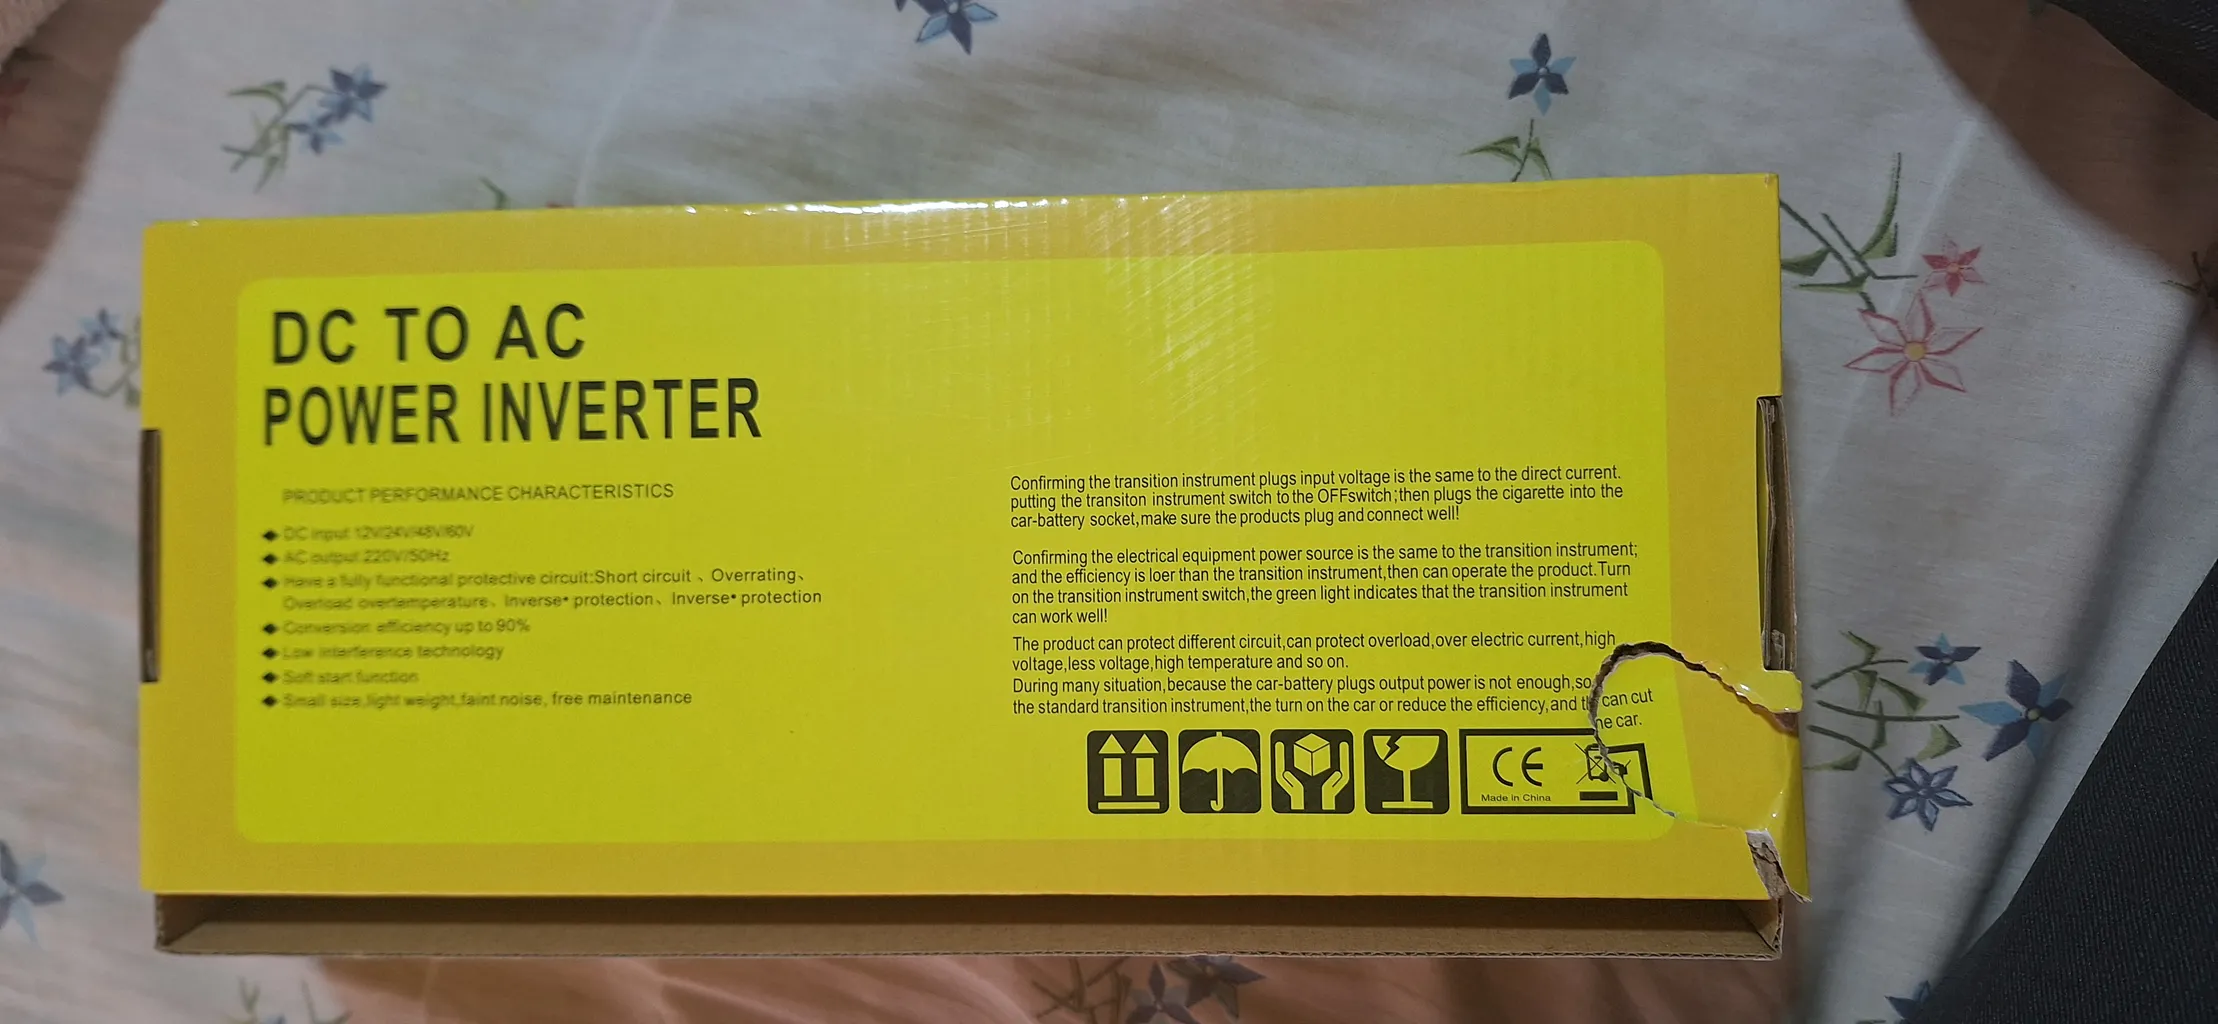 DC TO AC
POWER INVERTER
PRODUCT PERFORMANCE CHARACTERISTICS
◆ DC input:12V/24V/48V/60V
◆ AC output:220V/50Hz
◆ Have a fully functional protective circuit:Short circuit 、Overrating、
Overload overtemperature、Inverse• protection、Inverse• protection
◆ Conversion efficiency up to 90%
◆ Low interference technology
◆ Soft start function
◆ Small size,light weight,faint noise, free maintenance
Confirming the transition instrument plugs input voltage is the same to the direct current.
putting the transiton instrument switch to the OFFswitch;then plugs the cigarette into the
car-battery socket,make sure the products plug and connect well!
Confirming the electrical equipment power source is the same to the transition instrument;
and the efficiency is loer than the transition instrument,then can operate the product.Turn
on the transition instrument switch,the green light indicates that the transition instrument
can work well!
The product can protect different circuit,can protect overload,over electric current,high
voltage,less voltage,high temperature and so on.
During many situation,because the car-battery plugs output power is not enough,so can cut
the standard transition instrument,the turn on the car or reduce the efficiency,and car.
CE
Made in China